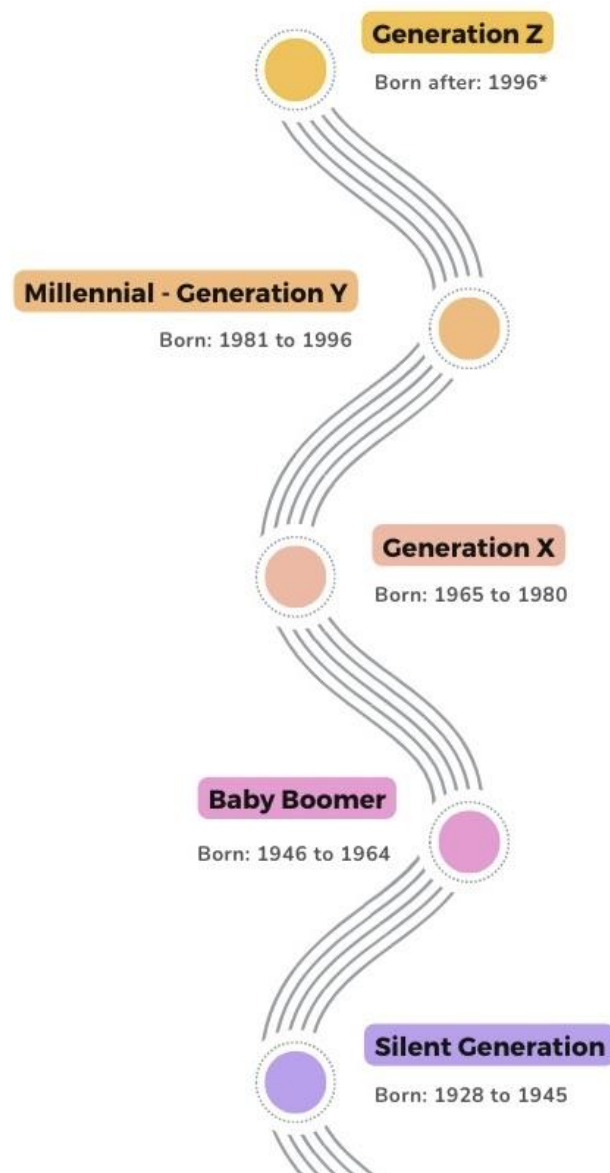 Generation Z
Born after: 1996*
Millennial - Generation Y
Born: 1981 to 1996
Generation X
Born: 1965 to 1980
Baby Boomer
Born: 1946 to 1964
Silent Generation
Born: 1928 to 1945